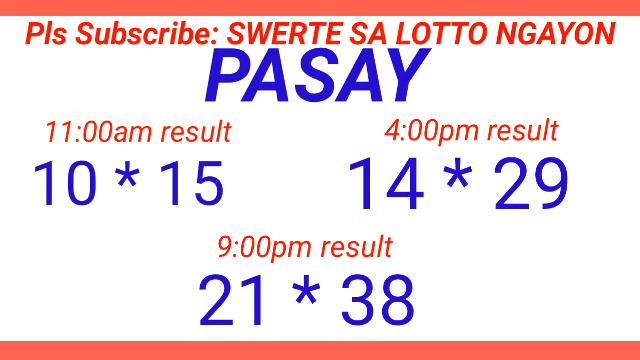 Pls Subscribe: SWERTE SA LOTTO NGAYON
PASAY
11:00am result
10 * 15
4:00pm result
14 * 29
9:00pm result
21 * 38